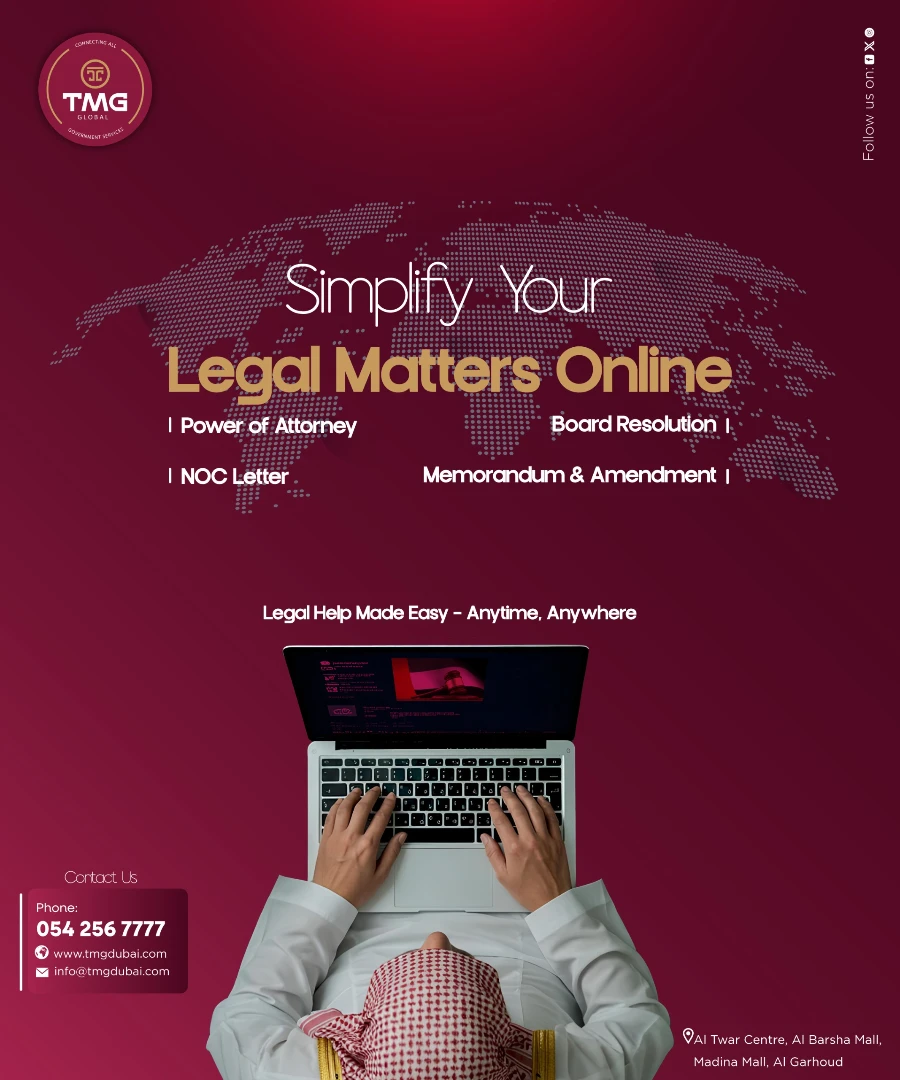 CONNECTING ALL
TMG
GLOBAL
GOVERNMENT SERVICES
Follow us on:
Simplify Your
Legal Matters Online
Power of Attorney
Board Resolution
NOC Letter
Memorandum & Amendment
Legal Help Made Easy - Anytime, Anywhere
Contact Us
Phone:
054 256 7777
www.tmgdubai.com
info@tmgdubai.com
Al Twar Centre, Al Barsha Mall,
Madina Mall, Al Garhoud